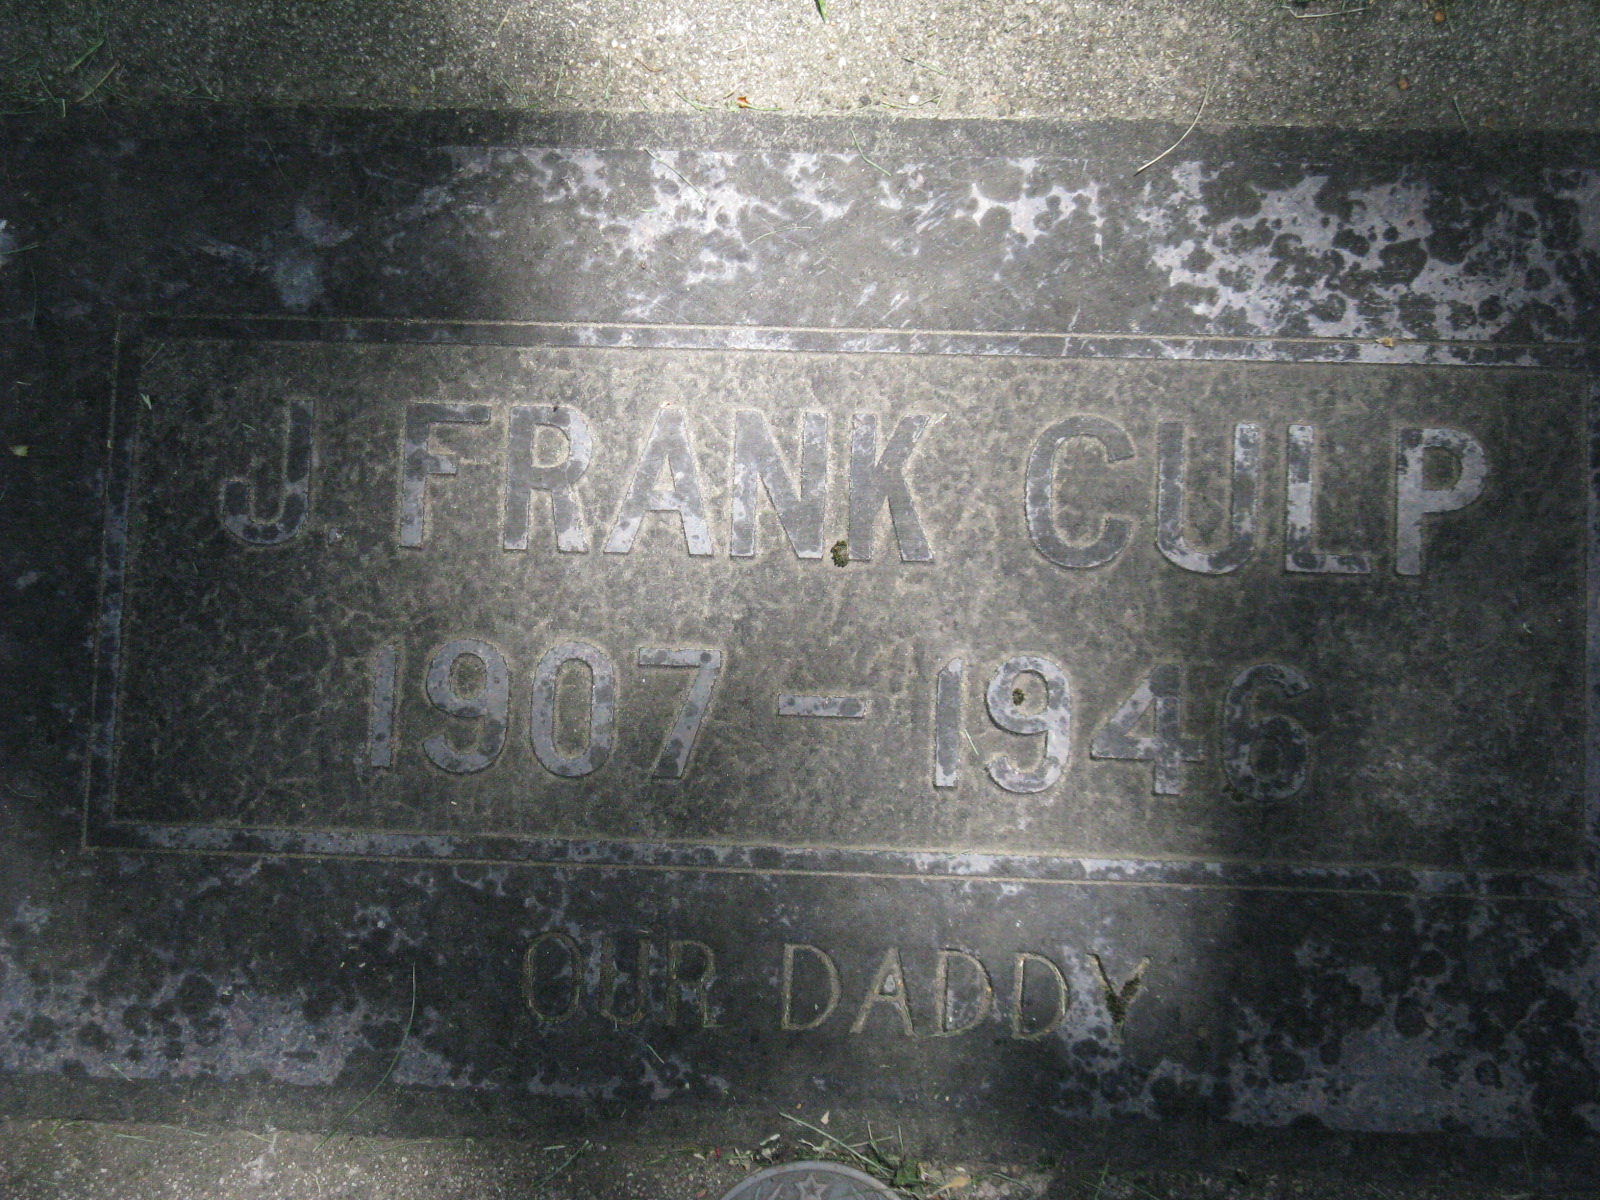 J. FRANK CULP
1907 – 1946
OUR DADDY